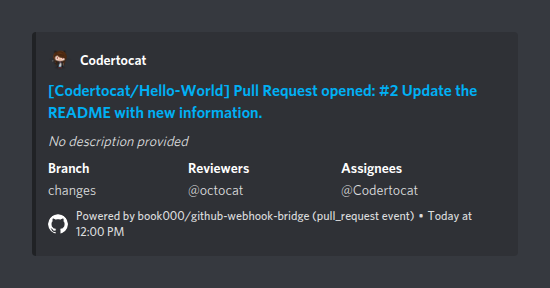 Codertocat
[Codertocat/Hello-World] Pull Request opened: #2 Update the
README with new information.
No description provided
Branch Reviewers Assignees
changes @octocat @Codertocat
Powered by book000/github-webhook-bridge (pull_request event) • Today at
12:00 PM